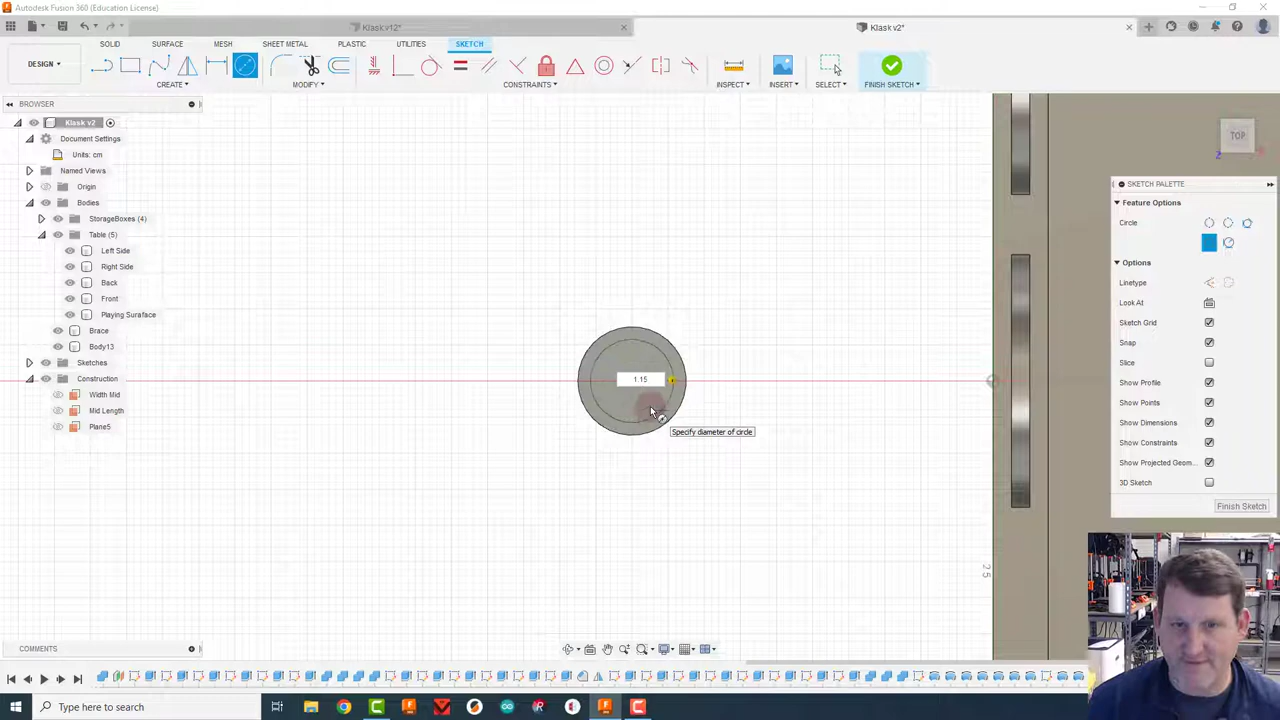 Autodesk Fusion 360 (Education License)
Klask v12*
Klask v2*
SOLID
SURFACE
MESH
SHEET METAL
PLASTIC
UTILITIES
SKETCH
DESIGN
CREATE
MODIFY
CONSTRAINTS
INSPECT
INSERT
SELECT
FINISH SKETCH
BROWSER
Klask v2
Document Settings
Units: cm
Named Views
Origin
Bodies
StorageBoxes (4)
Table (5)
Left Side
Right Side
Back
Front
Playing Suraface
Brace
Body13
Sketches
Construction
Width Mid
Mid Length
Plane5
1.15
Specify diameter of circle
2.5
TOP
Z
SKETCH PALETTE
Feature Options
Circle
Options
Linetype
Look At
Sketch Grid
Snap
Slice
Show Profile
Show Points
Show Dimensions
Show Constraints
Show Projected Geom...
3D Sketch
Finish Sketch
COMMENTS
Type here to search